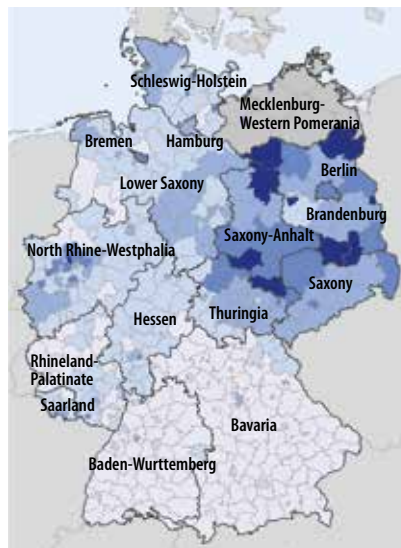 Schleswig-Holstein
Mecklenburg-
Western Pomerania
Bremen
Hamburg
Berlin
Lower Saxony
Brandenburg
Saxony-Anhalt
North Rhine-Westphalia
Saxony
Hessen
Thuringia
Rhineland-
Palatinate
Saarland
Bavaria
Baden-Wurttemberg